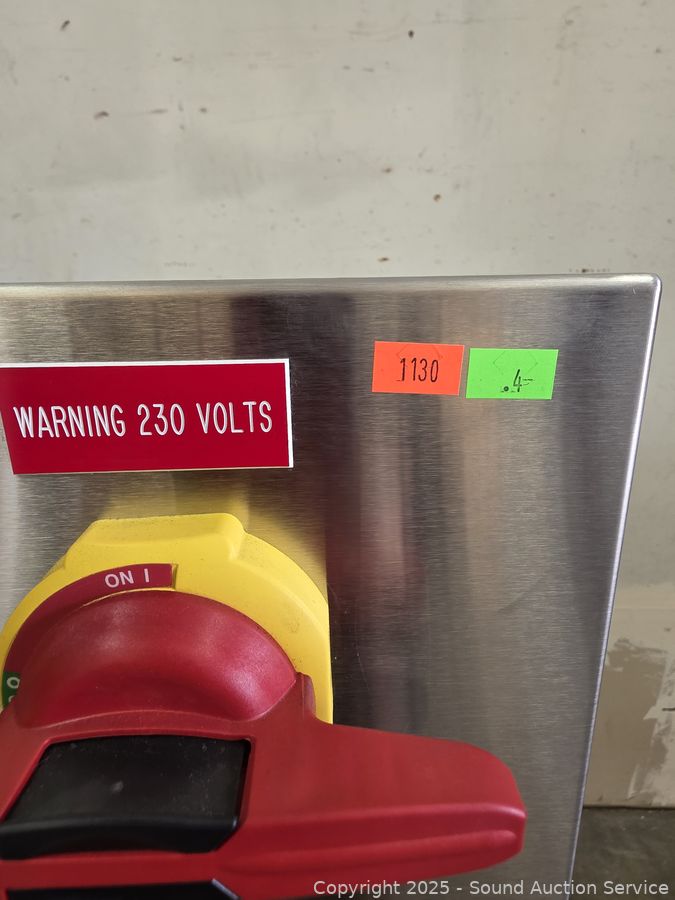 1130
.4-
WARNING 230 VOLTS
ON I
Copyright 2025 - Sound Auction Service